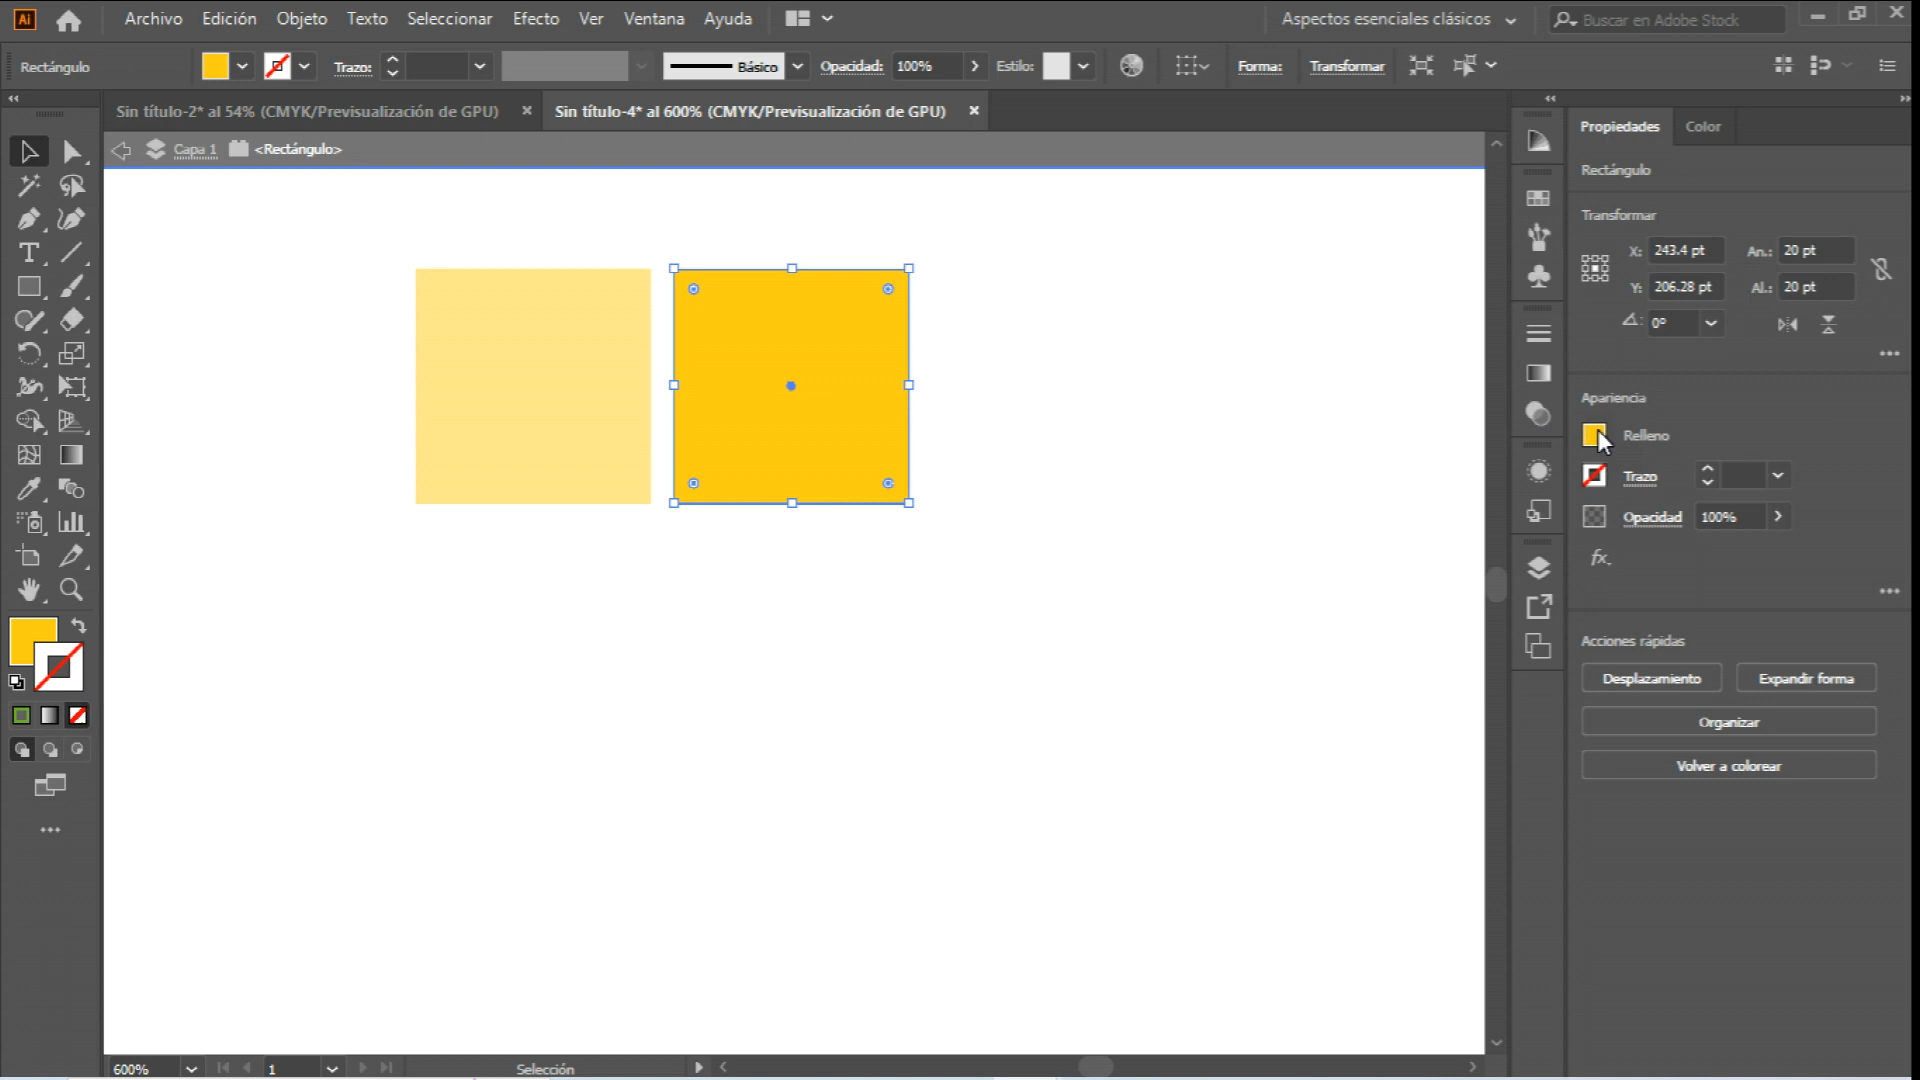 Ai
Archivo Edición Objeto Texto Seleccionar Efecto Ver Ventana Ayuda
Aspectos esenciales clásicos
Buscar en Adobe Stock
Rectángulo
Trazo:
Básico
Opacidad: 100%
Estilo:
Forma:
Transformar
Sin título-2* al 54% (CMYK/Previsualización de GPU) ×
Sin título-4* al 600% (CMYK/Previsualización de GPU) ×
Capa 1 <Rectángulo>
Propiedades Color
Rectángulo
Transformar
X: 243.4 pt An.: 20 pt
Y: 206.28 pt Al.: 20 pt
0°
Apariencia
Relleno
Trazo
Opacidad 100%
fx.
Acciones rápidas
Desplazamiento Expandir forma
Organizar
Volver a colorear
600% 1 Selección